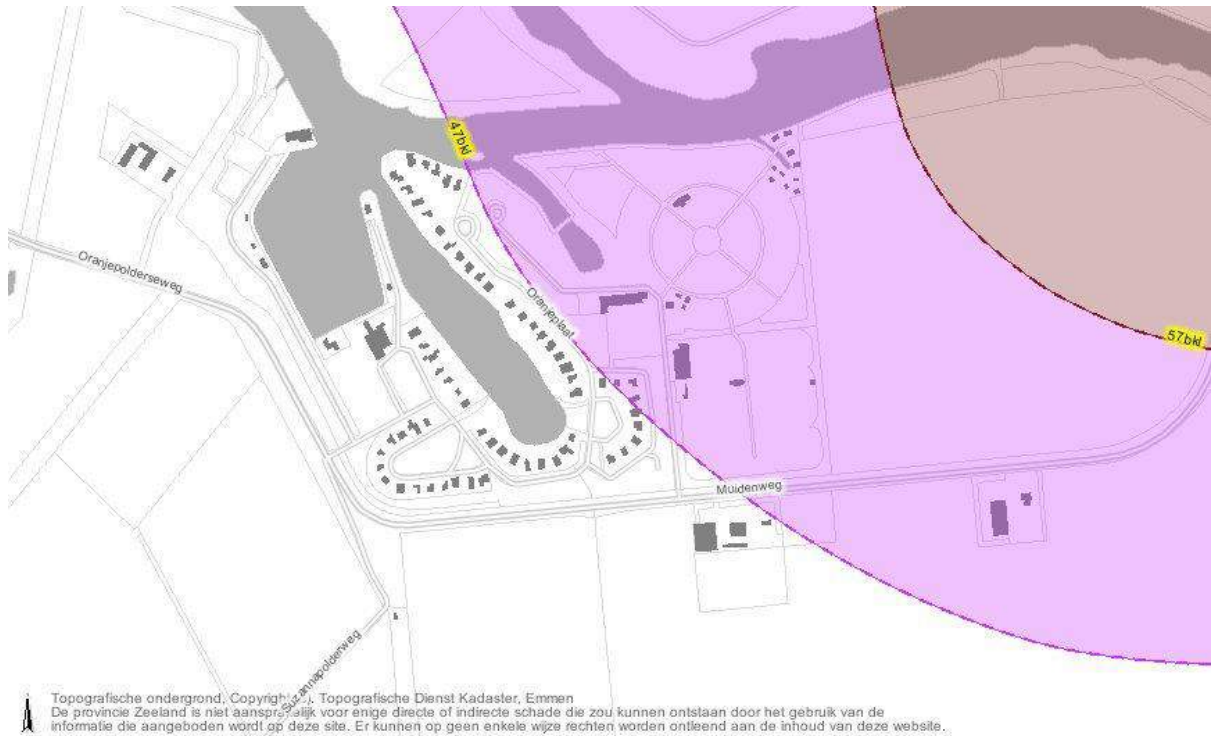 47bkl
Oranjepolderseweg
Oranjeplaat
57bkl
Muidenweg
Suzannapolderweg
Topografische ondergrond, Copyright Topografische Dienst Kadaster, Emmen
De provincie Zeeland is niet aansprakelijk voor enige directe of indirecte schade die zou kunnen ontstaan door het gebruik van de
informatie die aangeboden wordt op deze site. Er kunnen op geen enkele wijze rechten worden ontleend aan de inhoud van deze website.